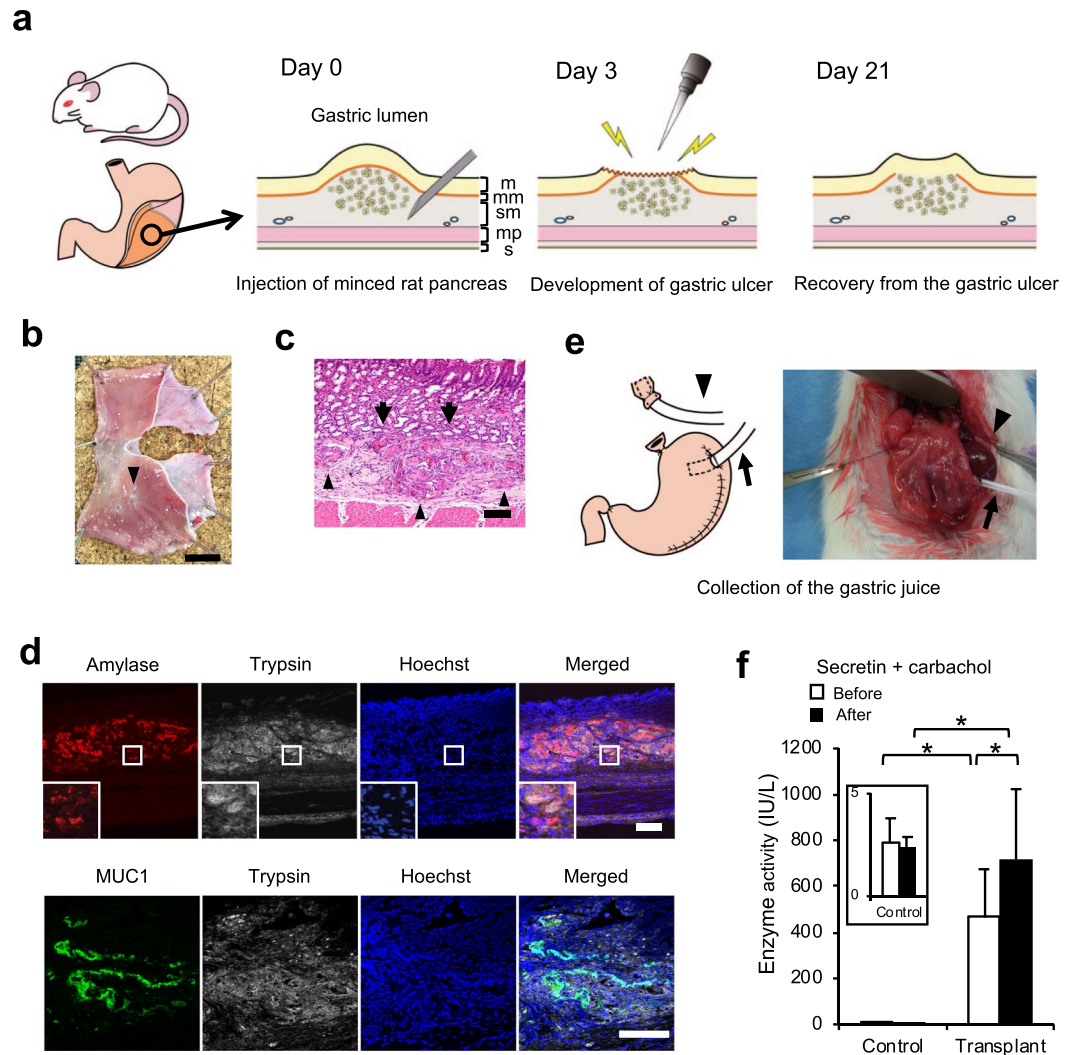 a
Day 0
Day 3
Day 21
Gastric lumen
m
mm
sm
mp
s
Injection of minced rat pancreas
Development of gastric ulcer
Recovery from the gastric ulcer
b
c
e
Collection of the gastric juice
d
Amylase
Trypsin
Hoechst
Merged
MUC1
Trypsin
Hoechst
Merged
f
Secretin + carbachol
Before
After
*
*
*
Enzyme activity (IU/L)
1200
1000
800
600
400
200
0
5
0
Control
Control
Transplant